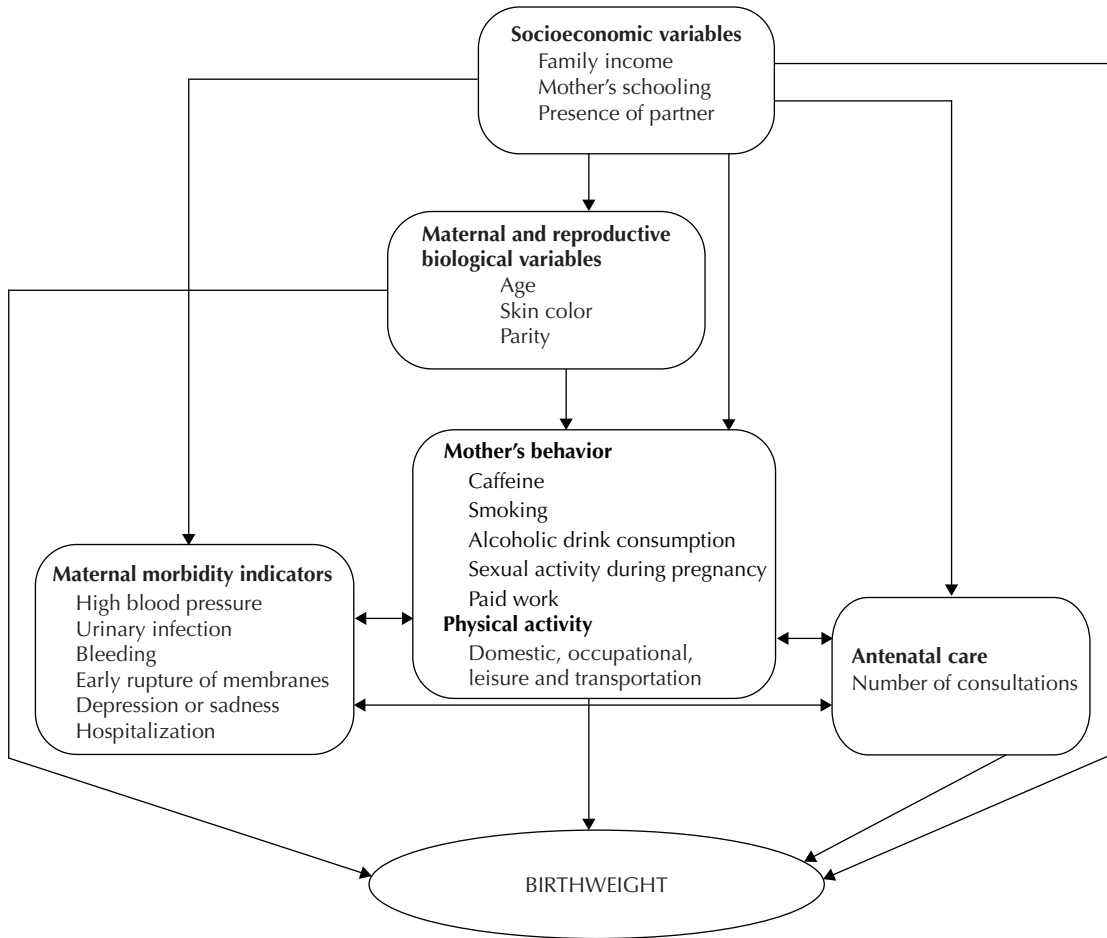 Socioeconomic variables
Family income
Mother's schooling
Presence of partner
Maternal and reproductive
biological variables
Age
Skin color
Parity
Mother's behavior
Caffeine
Smoking
Alcoholic drink consumption
Sexual activity during pregnancy
Paid work
Physical activity
Domestic, occupational,
leisure and transportation
Maternal morbidity indicators
High blood pressure
Urinary infection
Bleeding
Early rupture of membranes
Depression or sadness
Hospitalization
Antenatal care
Number of consultations
BIRTHWEIGHT